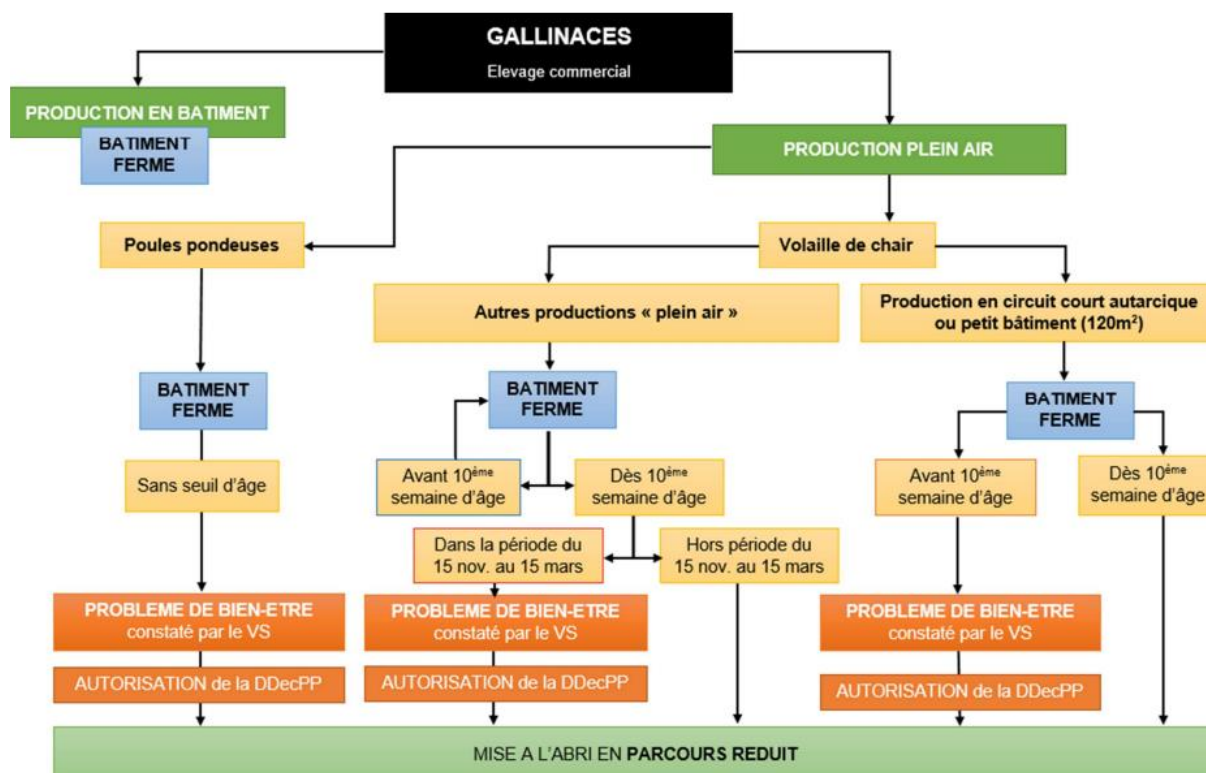 GALLINACES
Elevage commercial
PRODUCTION EN BATIMENT
BATIMENT
FERME
PRODUCTION PLEIN AIR
Poules pondeuses
Volaille de chair
Autres productions « plein air »
Production en circuit court autarcique
ou petit bâtiment (120m²)
BATIMENT
FERME
BATIMENT
FERME
BATIMENT
FERME
Sans seuil d'âge
Avant 10ème
semaine d'âge
Dès 10ème
semaine d'âge
Avant 10ème
semaine d'âge
Dès 10ème
semaine d'âge
Dans la période du
15 nov. au 15 mars
Hors période du
15 nov. au 15 mars
PROBLEME DE BIEN-ETRE
constaté par le VS
PROBLEME DE BIEN-ETRE
constaté par le VS
PROBLEME DE BIEN-ETRE
constaté par le VS
AUTORISATION de la DDecPP
AUTORISATION de la DDecPP
AUTORISATION de la DDecPP
MISE A L'ABRI EN PARCOURS REDUIT